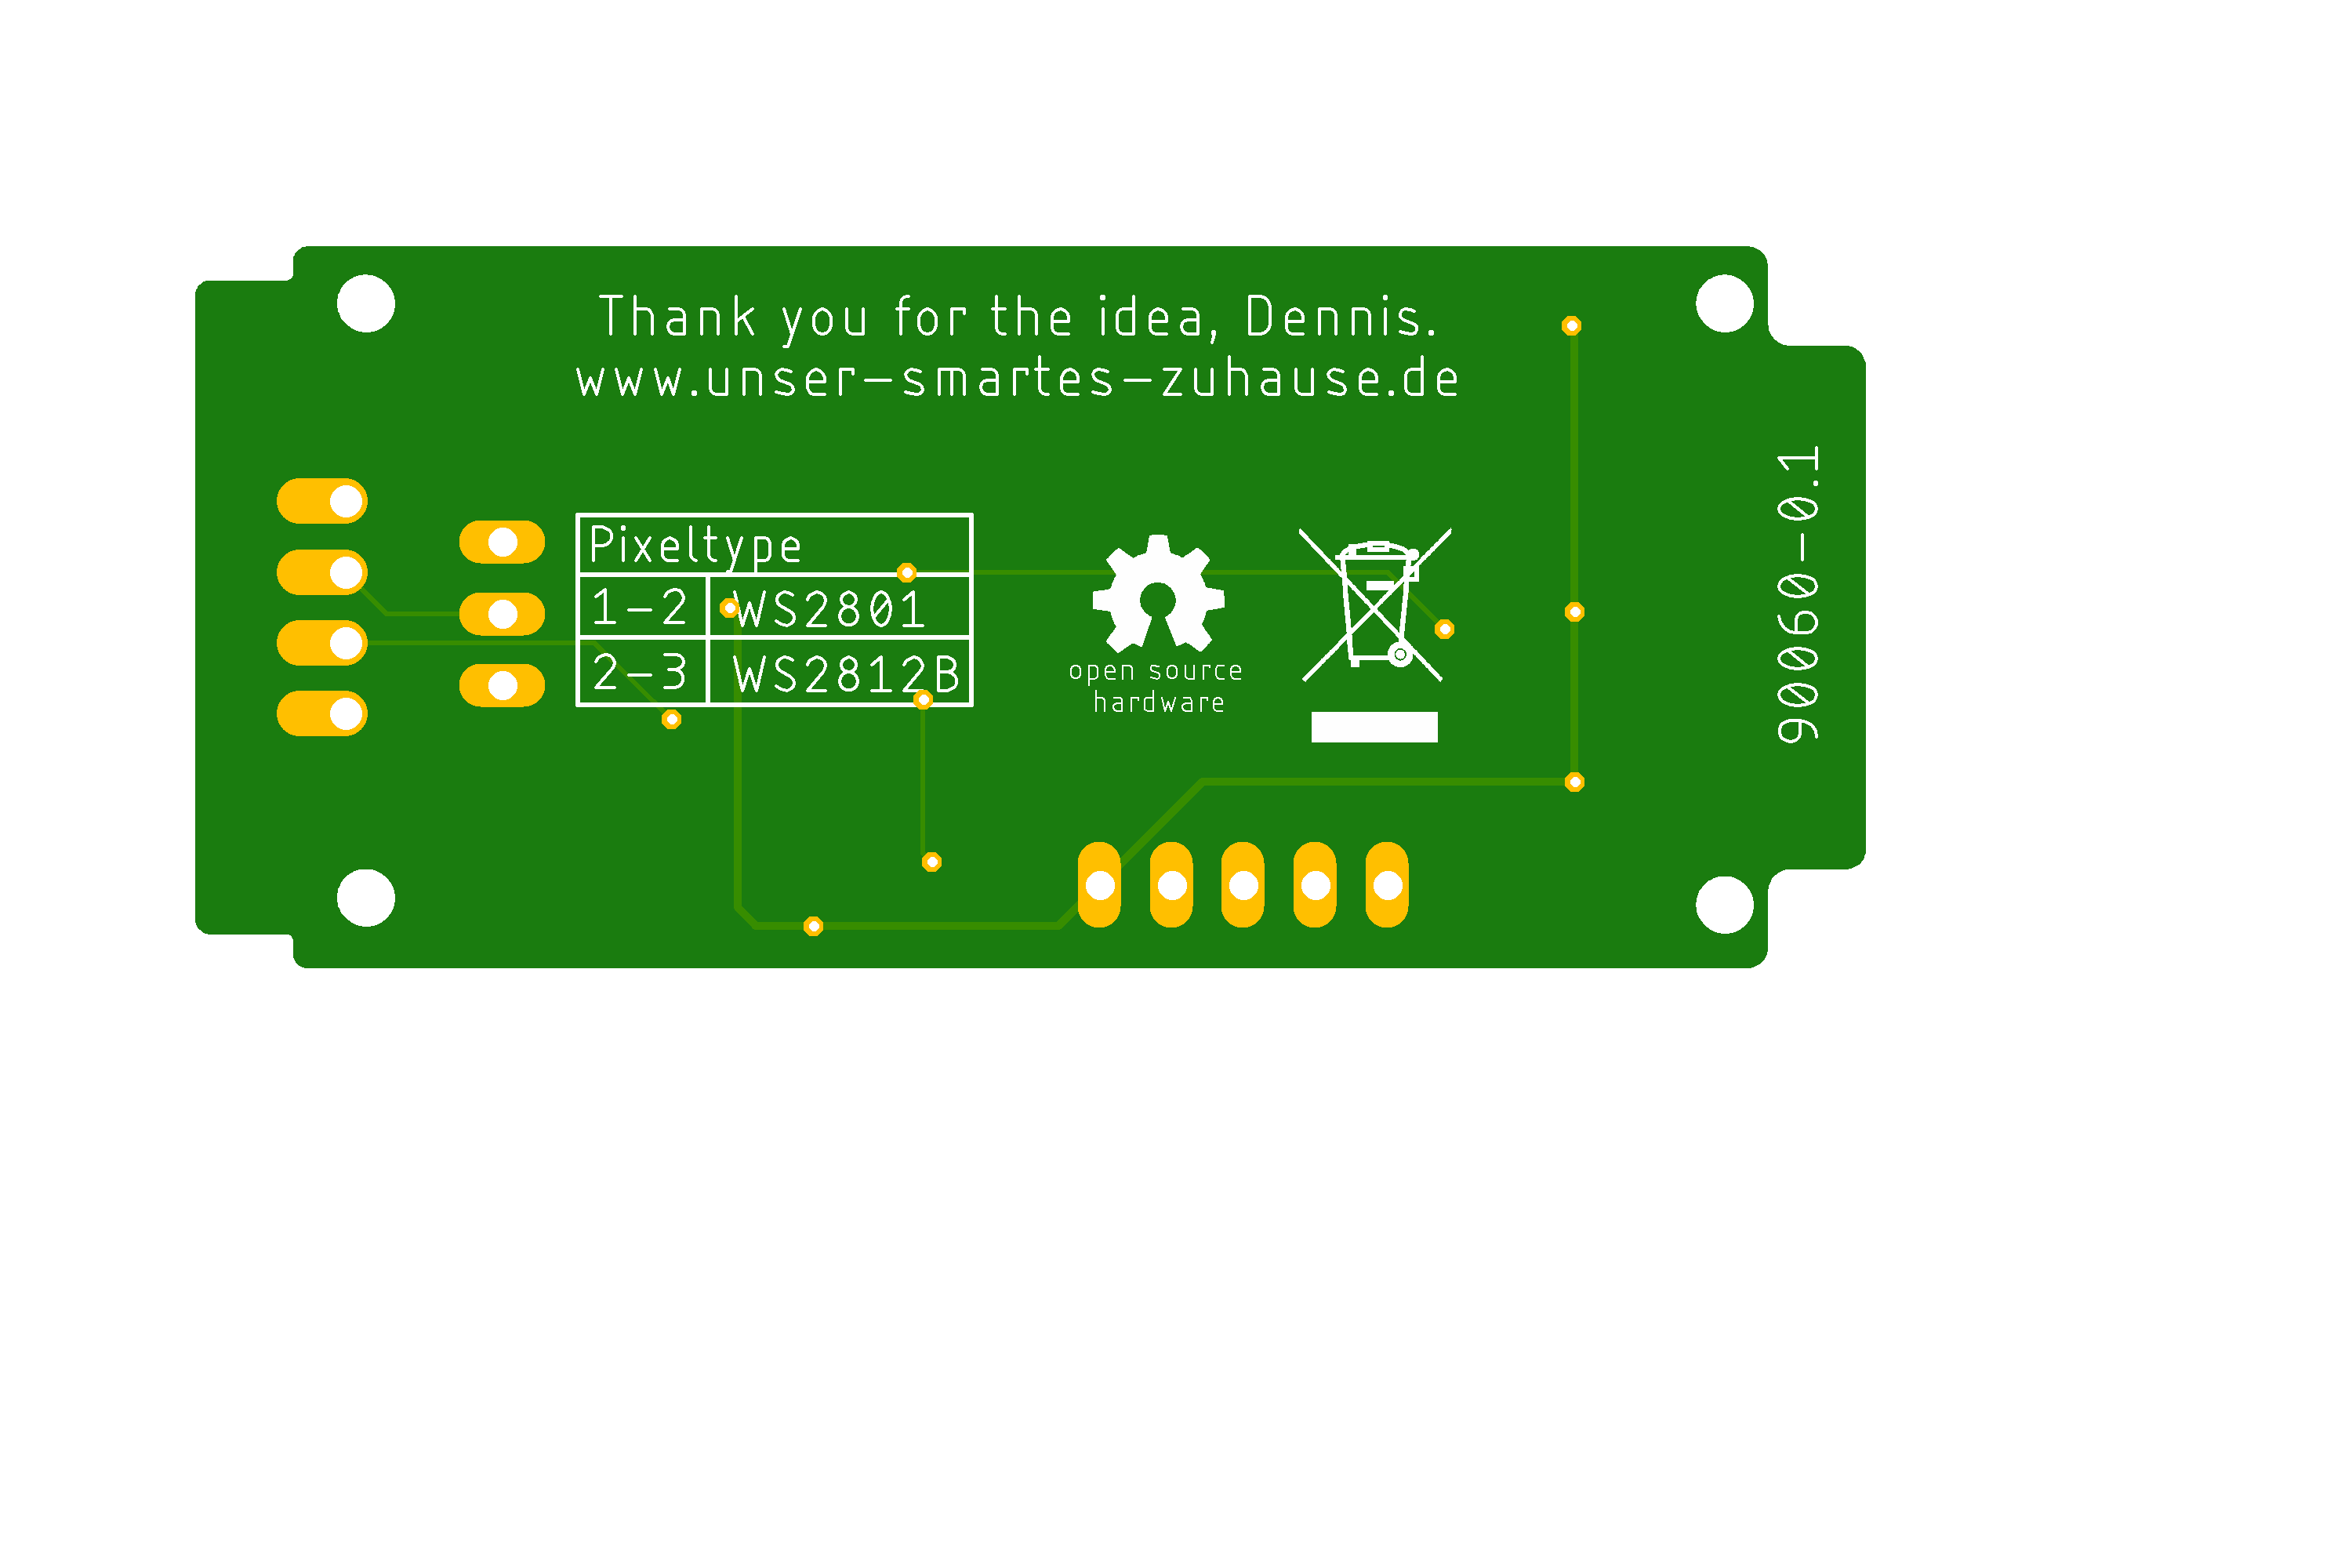 Thank you for the idea, Dennis.
www.unser-smartes-zuhause.de
Pixeltype
1-2 WS2801
2-3 WS2812B
open source
hardware
90060-0.1